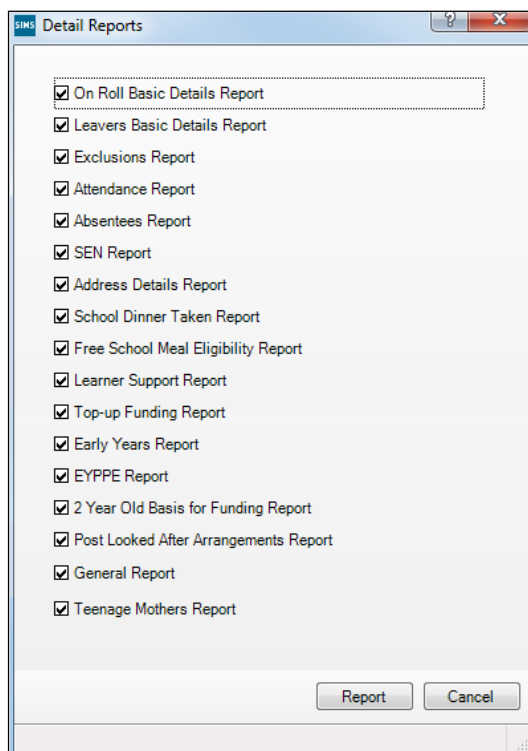 SIMS Detail Reports ? X
On Roll Basic Details Report
Leavers Basic Details Report
Exclusions Report
Attendance Report
Absentees Report
SEN Report
Address Details Report
School Dinner Taken Report
Free School Meal Eligibility Report
Learner Support Report
Top-up Funding Report
Early Years Report
EYPPE Report
2 Year Old Basis for Funding Report
Post Looked After Arrangements Report
General Report
Teenage Mothers Report
Report Cancel